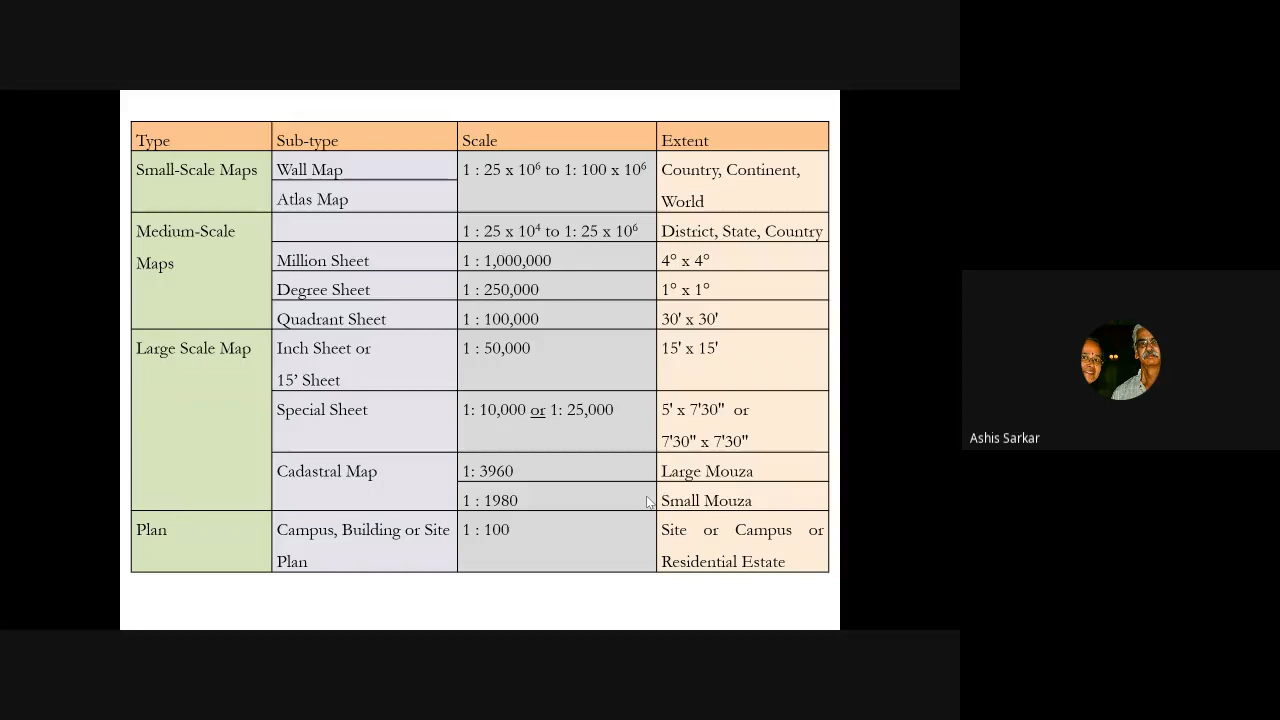 Type Sub-type Scale Extent
Small-Scale Maps Wall Map 1 : 25 x 10⁶ to 1: 100 x 10⁶ Country, Continent,
Atlas Map World
Medium-Scale 1 : 25 x 10⁴ to 1: 25 x 10⁶ District, State, Country
Maps Million Sheet 1 : 1,000,000 4° x 4°
Degree Sheet 1 : 250,000 1° x 1°
Quadrant Sheet 1 : 100,000 30' x 30'
Large Scale Map Inch Sheet or 1 : 50,000 15' x 15'
15’ Sheet
Special Sheet 1: 10,000 or 1: 25,000 5' x 7'30" or
7'30" x 7'30"
Cadastral Map 1: 3960 Large Mouza
1 : 1980 Small Mouza
Plan Campus, Building or Site 1 : 100 Site or Campus or
Plan Residential Estate
Ashis Sarkar